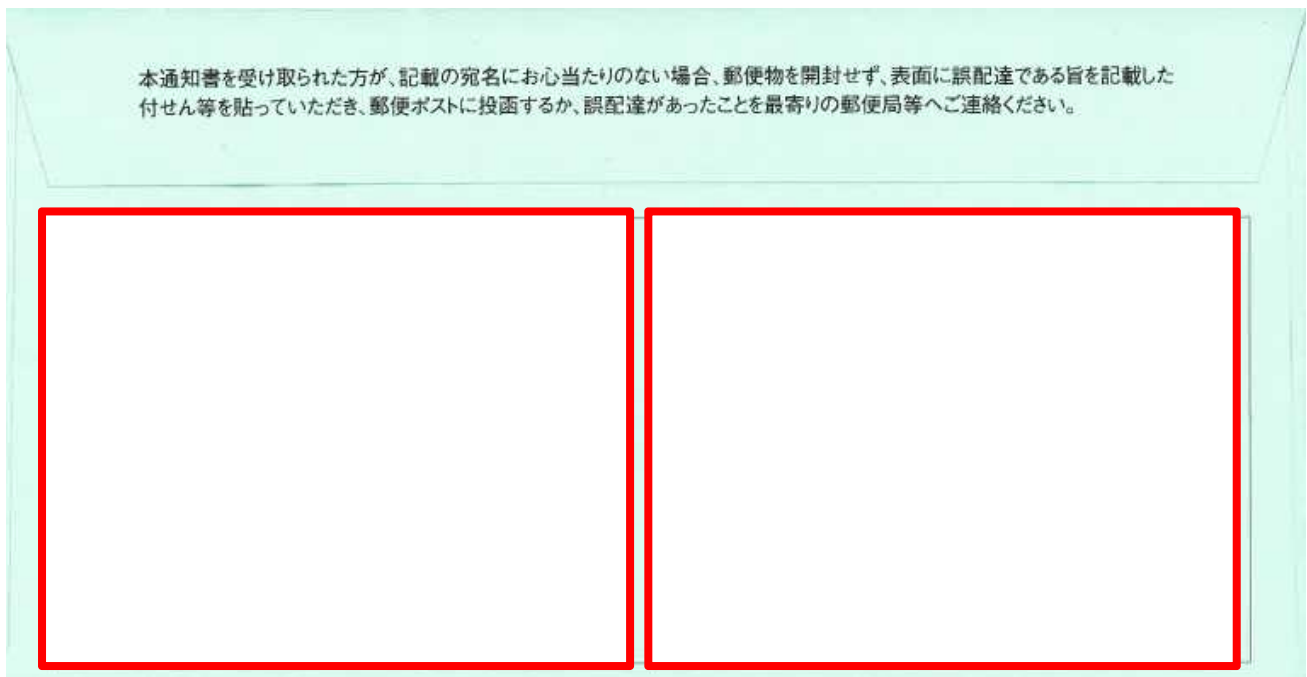 本通知書を受け取られた方が、記載の宛名にお心当たりのない場合、郵便物を開封せず、表面に誤配達である旨を記載した
付せん等を貼っていただき、郵便ポストに投函するか、誤配達があったことを最寄りの郵便局等へご連絡ください。